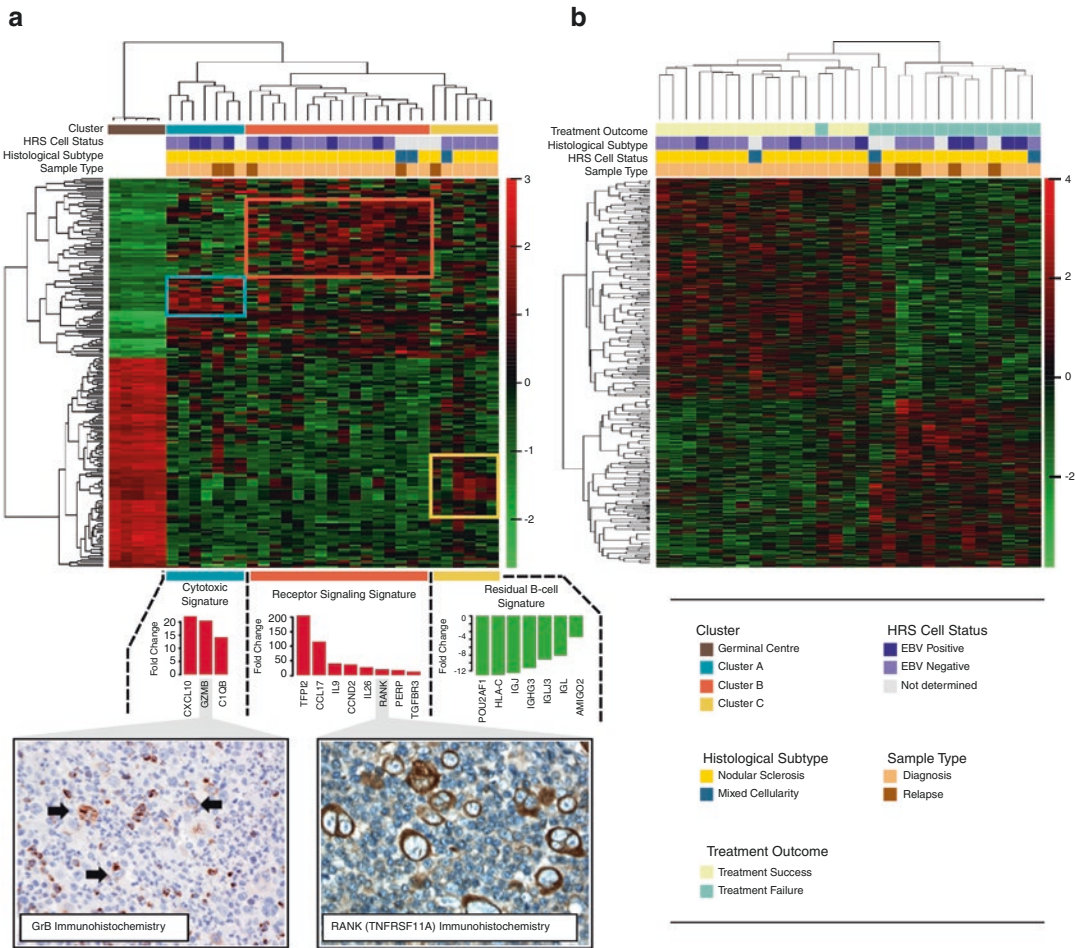 a
Cluster
HRS Cell Status
Histological Subtype
Sample Type
3
2
1
0
-1
-2
Cytotoxic
Signature
Receptor Signaling Signature
Residual B-cell
Signature
Fold Change
20
15
10
5
0
CXCL10
GZMB
C1QB
Fold Change
200
150
100
50
0
TFPI2
CCL17
IL9
CCND2
IL26
RANK
PERP
TGFBR3
Fold Change
0
-4
-8
-12
POU2AF1
HLA-C
IGJ
IGHG3
IGLI3
IGL
AMIGO2
GrB Immunohistochemistry
RANK (TNFRSF11A) Immunohistochemistry
b
Treatment Outcome
Histological Subtype
HRS Cell Status
Sample Type
4
2
0
-2
Cluster
Germinal Centre
Cluster A
Cluster B
Cluster C
HRS Cell Status
EBV Positive
EBV Negative
Not determined
Histological Subtype
Nodular Sclerosis
Mixed Cellularity
Sample Type
Diagnosis
Relapse
Treatment Outcome
Treatment Success
Treatment Failure